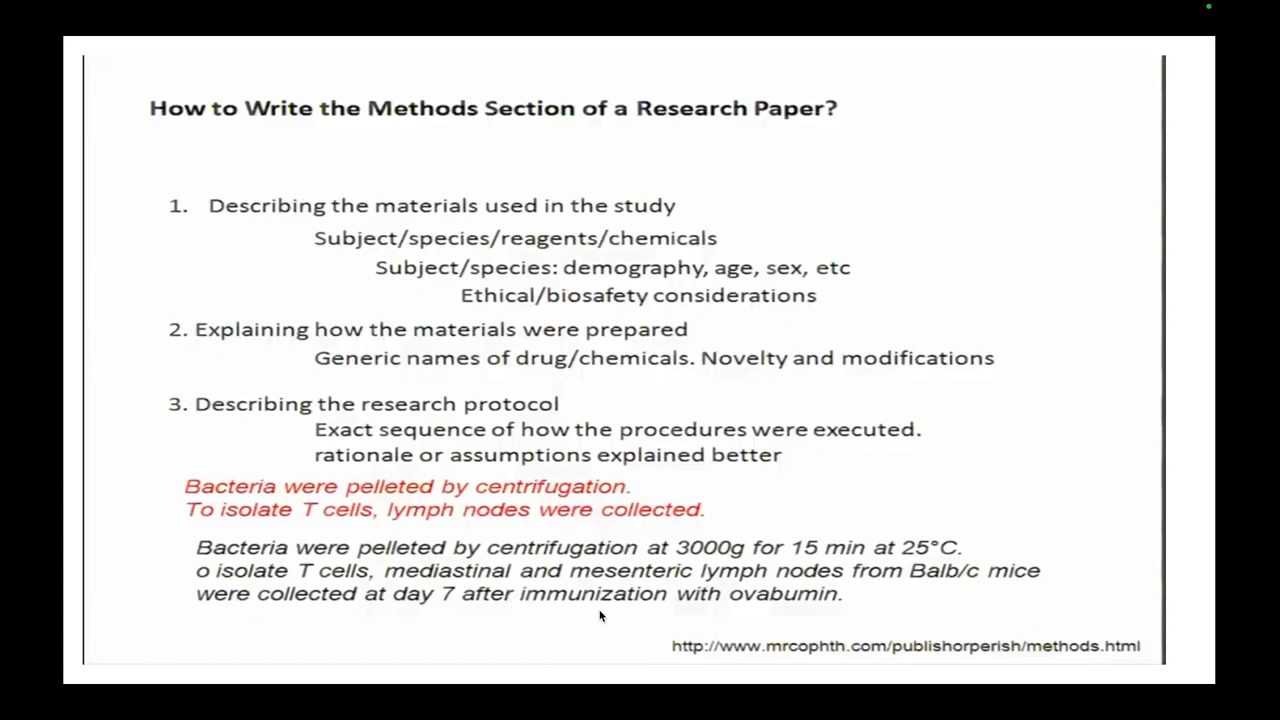 How to Write the Methods Section of a Research Paper?
1. Describing the materials used in the study
Subject/species/reagents/chemicals
Subject/species: demography, age, sex, etc
Ethical/biosafety considerations
2. Explaining how the materials were prepared
Generic names of drug/chemicals. Novelty and modifications
3. Describing the research protocol
Exact sequence of how the procedures were executed.
rationale or assumptions explained better
Bacteria were pelleted by centrifugation.
To isolate T cells, lymph nodes were collected.
Bacteria were pelleted by centrifugation at 3000g for 15 min at 25°C.
o isolate T cells, mediastinal and mesenteric lymph nodes from Balb/c mice
were collected at day 7 after immunization with ovabumin.
http://www.mrcophth.com/publishorperish/methods.html